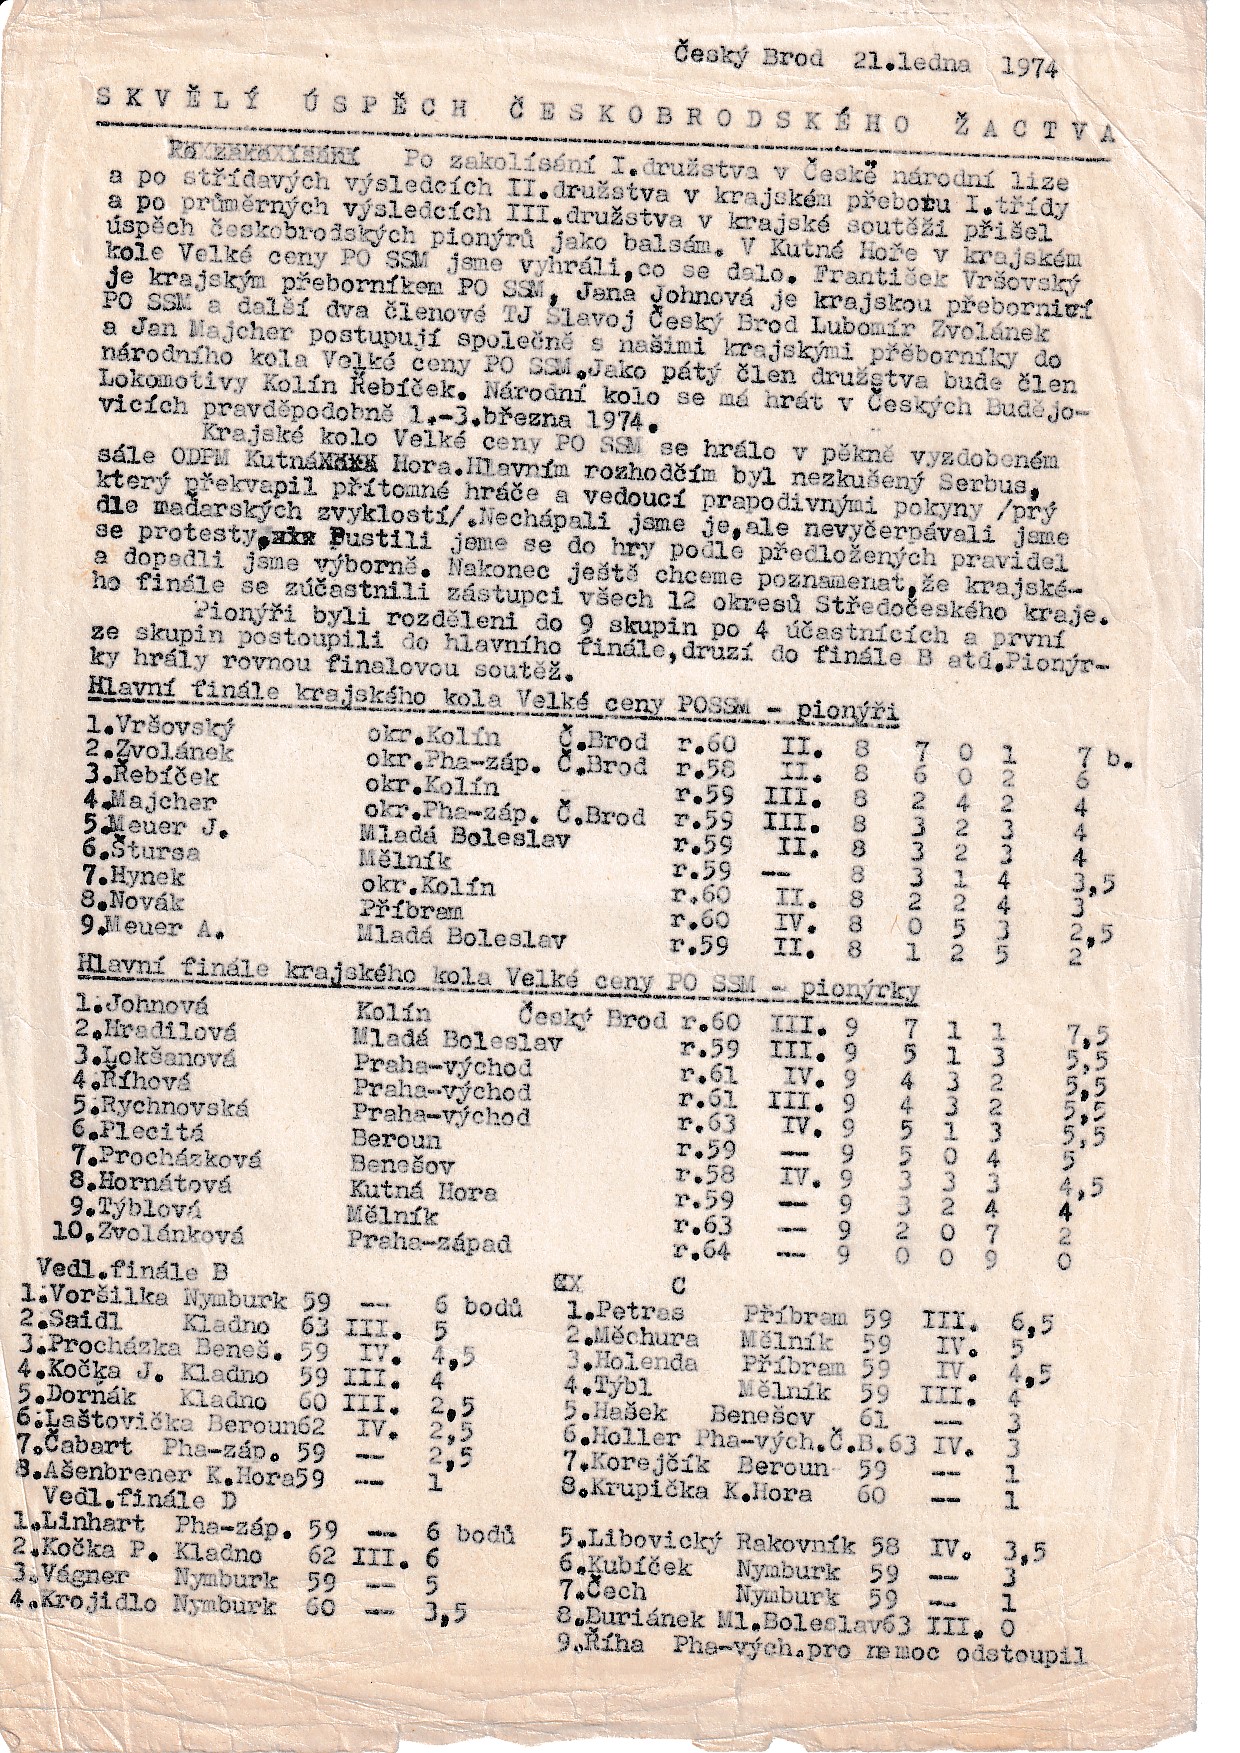 Český Brod 21.ledna 1974
SKVĚLÝ ÚSPĚCH ČESKOBRODSKÉHO ŽACTVA
Po zakolísání I.družstva v České národní lize
a po střídavých výsledcích II.družstva v krajském přeboru I.třídy
a po průměrných výsledcích III.družstva v krajské soutěži přišel
úspěch českobrodských pionýrů jako balsám. V Kutné Hoře v krajském
kole Velké ceny PO SSM jsme vyhráli,co se dalo. František Vršovský
je krajským přeborníkem PO SSM, Jana Johnová je krajskou přebornicí
PO SSM a další dva členové TJ Slavoj Český Brod Lubomír Zvolánek
a Jan Majcher postupují společně s našimi krajskými přěborníky do
národního kola Velké ceny PO SSM.Jako pátý člen družstva bude člen
Lokomotivy Kolín Řebíček. Národní kolo se má hrát v Českých Budějo-
vicích pravděpodobně 1.-3.března 1974.
Krajské kolo Velké ceny PO SSM se hrálo v pěkně vyzdobeném
sále ODPM Kutná Hora.Hlavním rozhodčím byl nezkušený Serbus,
který překvapil přítomné hráče a vedoucí prapodivnými pokyny /prý
dle maďarských zvyklostí/.Nechápali jsme je,ale nevyčerpávali jsme
se protesty, Pustili jsme se do hry podle předložených pravidel
a dopadli jsme výborně. Nakonec ještě chceme poznamenat,že krajské-
ho finále se zúčastnili zástupci všech 12 okresů Středočeského kraje.
Pionýři byli rozděleni do 9 skupin po 4 účastnících a první
ze skupin postoupili do hlavního finále,druzí do finále B atd.Pionýr-
ky hrály rovnou finalovou soutěž.
Hlavní finále krajského kola Velké ceny POSSM - pionýři
1.Vršovský okr.Kolín Č.Brod r.60 II. 8 7 0 1 7 b.
2.Zvolánek okr.Pha-záp. Č.Brod r.58 II. 8 6 0 2 6
3.Řebíček okr.Kolín r.59 III. 8 2 4 2 4
4.Majcher okr.Pha-záp. Č.Brod r.59 III. 8 3 2 3 4
5.Meuer J. Mladá Boleslav r.59 II. 8 3 2 3 4
6.Štursa Mělník r.59 -- 8 3 1 4 3,5
7.Hynek okr.Kolín r.60 II. 8 2 2 4 3
8.Novák Příbram r.60 IV. 8 0 5 3 2,5
9.Meuer A. Mladá Boleslav r.59 II. 8 1 2 5 2
Hlavní finále krajského kola Velké ceny PO SSM - pionýrky
1.Johnová Kolín Český Brod r.60 III. 9 7 1 1 7,5
2.Hradilová Mladá Boleslav r.59 III. 9 5 1 3 5,5
3.Lokšanová Praha-východ r.61 IV. 9 4 3 2 5,5
4.Říhová Praha-východ r.61 III. 9 4 3 2 5,5
5.Rychnovská Praha-východ r.63 IV. 9 5 1 3 5,5
6.Plecitá Beroun r.59 -- 9 5 0 4 5
7.Procházková Benešov r.58 IV. 9 3 3 3 4,5
8.Hornátová Kutná Hora r.59 -- 9 3 2 4 4
9.Týblová Mělník r.63 -- 9 2 0 7 2
10.Zvolánková Praha-západ r.64 -- 9 0 0 9 0
Vedl.finále B C
1.Voršilka Nymburk 59 -- 6 bodů 1.Petras Příbram 59 III. 6,5
2.Saidl Kladno 63 III. 5 2.Měchura Mělník 59 IV. 5
3.Procházka Beneš. 59 IV. 4,5 3.Holenda Příbram 59 IV. 4,5
4.Kočka J. Kladno 59 III. 4 4.Týbl Mělník 59 III. 4
5.Dorňák Kladno 60 III. 2,5 5.Hašek Benešov 61 -- 3
6.Laštovička Beroun62 IV. 2,5 6.Holler Pha-vých.Č.B.63 IV. 3
7.Čabart Pha-záp. 59 -- 2,5 7.Korejčík Beroun 59 -- 1
8.Ašenbrener K.Hora59 -- 1 8.Krupička K.Hora 60 -- 1
Vedl.finále D
1.Linhart Pha-záp. 59 -- 6 bodů 5.Libovický Rakovník 58 IV. 3,5
2.Kočka P. Kladno 62 III. 6 6.Kubíček Nymburk 59 -- 3
3.Vágner Nymburk 59 -- 5 7.Čech Nymburk 59 -- 1
4.Krojidlo Nymburk 60 -- 3,5 8.Buriánek Ml.Boleslav63 III. 0
9.Říha Pha-vých.pro nemoc odstoupil